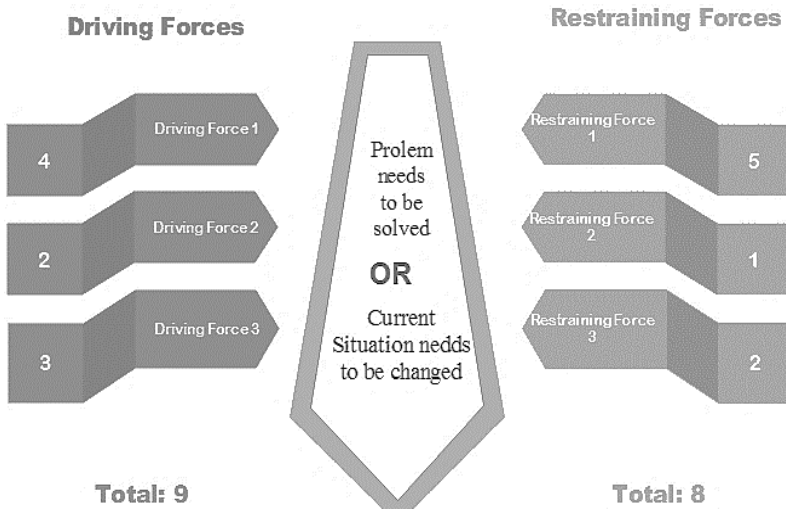 Driving Forces
Restraining Forces
4
Driving Force 1
2
Driving Force 2
3
Driving Force 3
Prolem
needs
to be
solved
OR
Current
Situation nedds
to be changed
Restraining Force
1
5
Restraining Force
2
1
Restraining Force
3
2
Total: 9
Total: 8